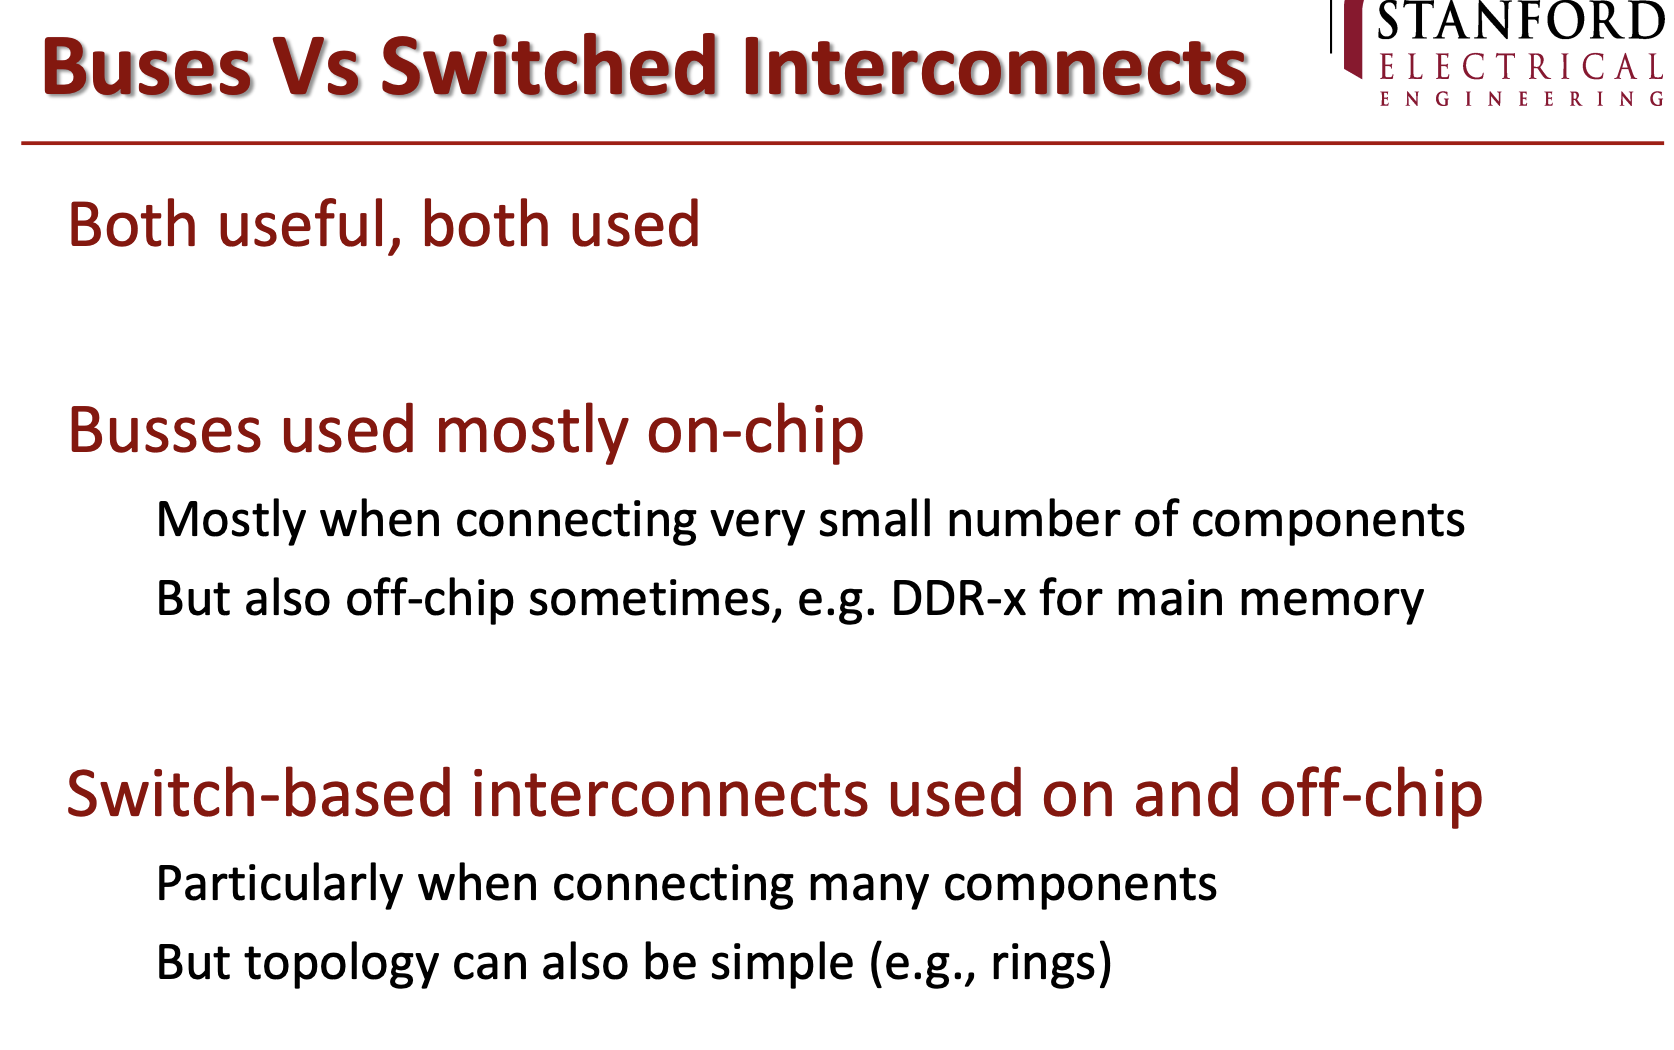 Buses Vs Switched Interconnects
STANFORD
ELECTRICAL
ENGINEERING
Both useful, both used
Busses used mostly on-chip
Mostly when connecting very small number of components
But also off-chip sometimes, e.g. DDR-x for main memory
Switch-based interconnects used on and off-chip
Particularly when connecting many components
But topology can also be simple (e.g., rings)